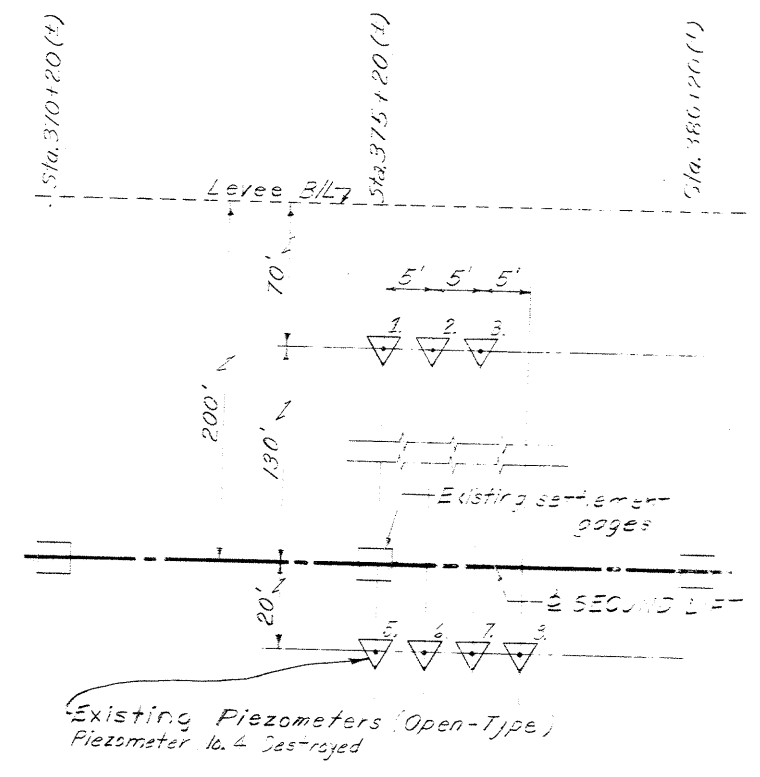 Sta. 370+20 (±)
Sta. 375+20 (±)
Sta. 380+20 (±)
Levee B/L
70'
5' 5' 5'
1. 2. 3.
200'
130'
Existing settlement
gages
℄ SECOND LIFT
20'
5. 6. 7. 8.
Existing Piezometers (Open-Type)
Piezometer No. 4 Destroyed